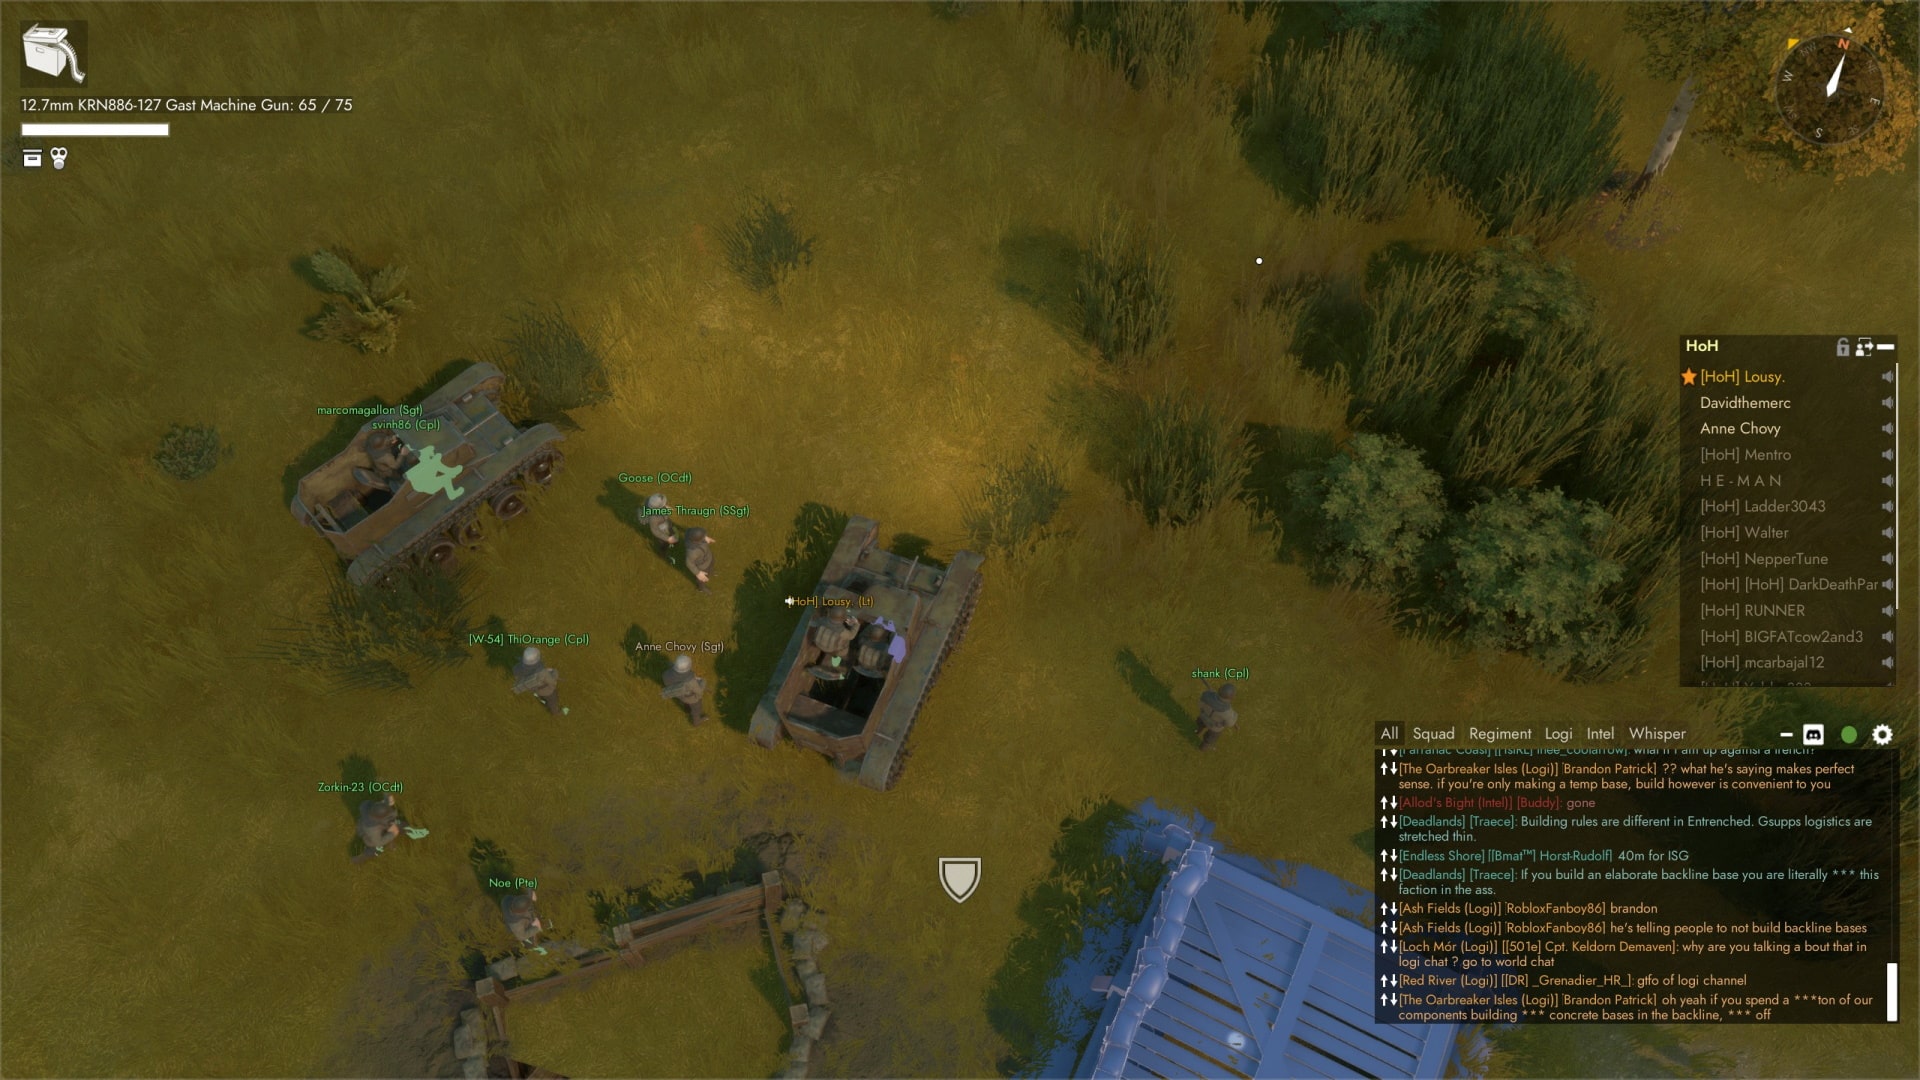 12.7mm KRN886-127 Gast Machine Gun: 65 / 75
N
W
E
S
HoH
[HoH] Lousy.
Davidthemerc
Anne Chovy
[HoH] Mentro
H E - M A N
[HoH] Ladder3043
[HoH] Walter
[HoH] NepperTune
[HoH] [HoH] DarkDeathPar
[HoH] RUNNER
[HoH] BIGFATcow2and3
[HoH] mcarbajal12
marcomagallon (Sgt)
svinh86 (Cpl)
Goose (OCdt)
James Thraugn (SSgt)
HoH] Lousy. (Lt)
[W-54] ThiOrange (Cpl)
Anne Chovy (Sgt)
shank (Cpl)
Zorkin-23 (OCdt)
Noe (Pte)
All Squad Regiment Logi Intel Whisper
what if I am up against a trench?
[The Oarbreaker Isles (Logi)] [Brandon Patrick] ?? what he's saying makes perfect
sense. if you're only making a temp base, build however is convenient to you
[Allod's Bight (Intel)] [Buddy]: gone
[Deadlands] [Traece]: Building rules are different in Entrenched. Gsupps logistics are
stretched thin.
[Endless Shore] [[Bmat™] Horst-Rudolf] 40m for ISG
[Deadlands] [Traece]: If you build an elaborate backline base you are literally *** this
faction in the ass.
[Ash Fields (Logi)] [RobloxFanboy86] brandon
[Ash Fields (Logi)] [RobloxFanboy86] he's telling people to not build backline bases
[Loch Mór (Logi)] [[501e] Cpt. Keldorn Demaven]: why are you talking a bout that in
logi chat ? go to world chat
[Red River (Logi)] [[DR] _Grenadier_HR_]: gtfo of logi channel
[The Oarbreaker Isles (Logi)] [Brandon Patrick] oh yeah if you spend a ***ton of our
components building *** concrete bases in the backline, *** off